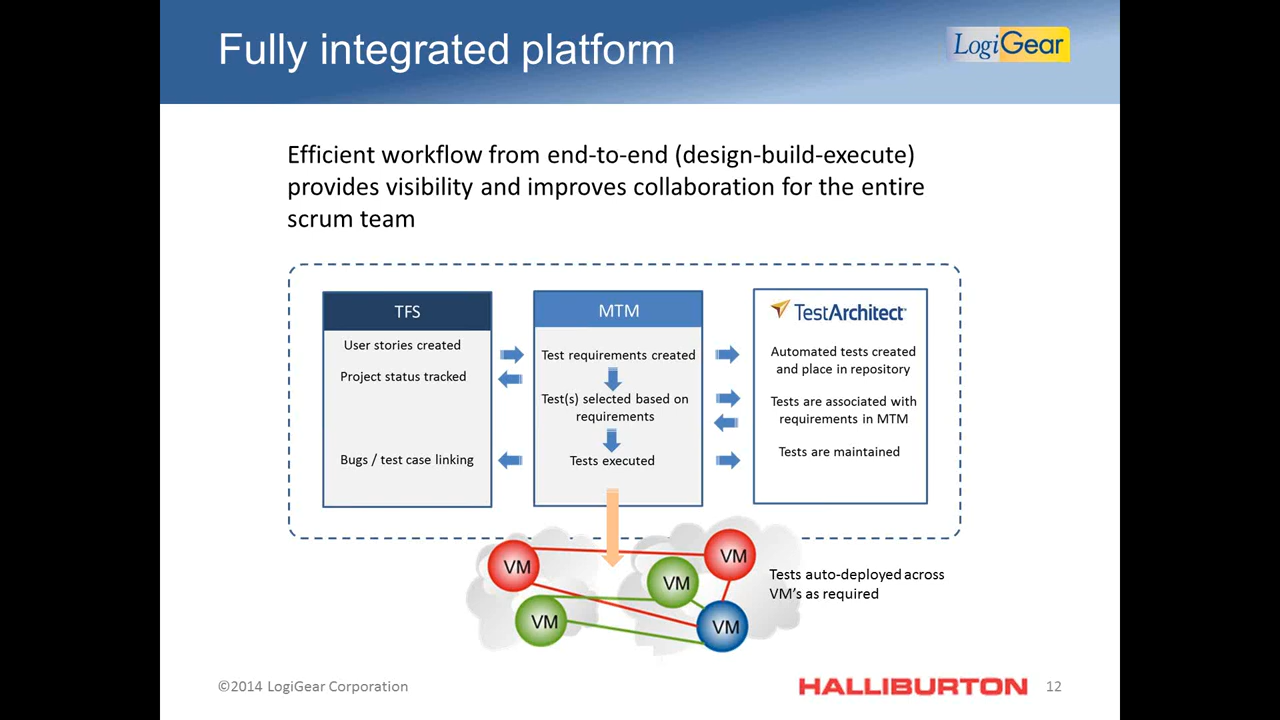 Fully integrated platform
LogiGear
Efficient workflow from end-to-end (design-build-execute)
provides visibility and improves collaboration for the entire
scrum team
TFS
User stories created
Project status tracked
Bugs / test case linking
MTM
Test requirements created
Test(s) selected based on
requirements
Tests executed
TestArchitect
Automated tests created
and place in repository
Tests are associated with
requirements in MTM
Tests are maintained
VM
VM
VM
VM
VM
Tests auto-deployed across
VM's as required
©2014 LogiGear Corporation
HALLIBURTON
12